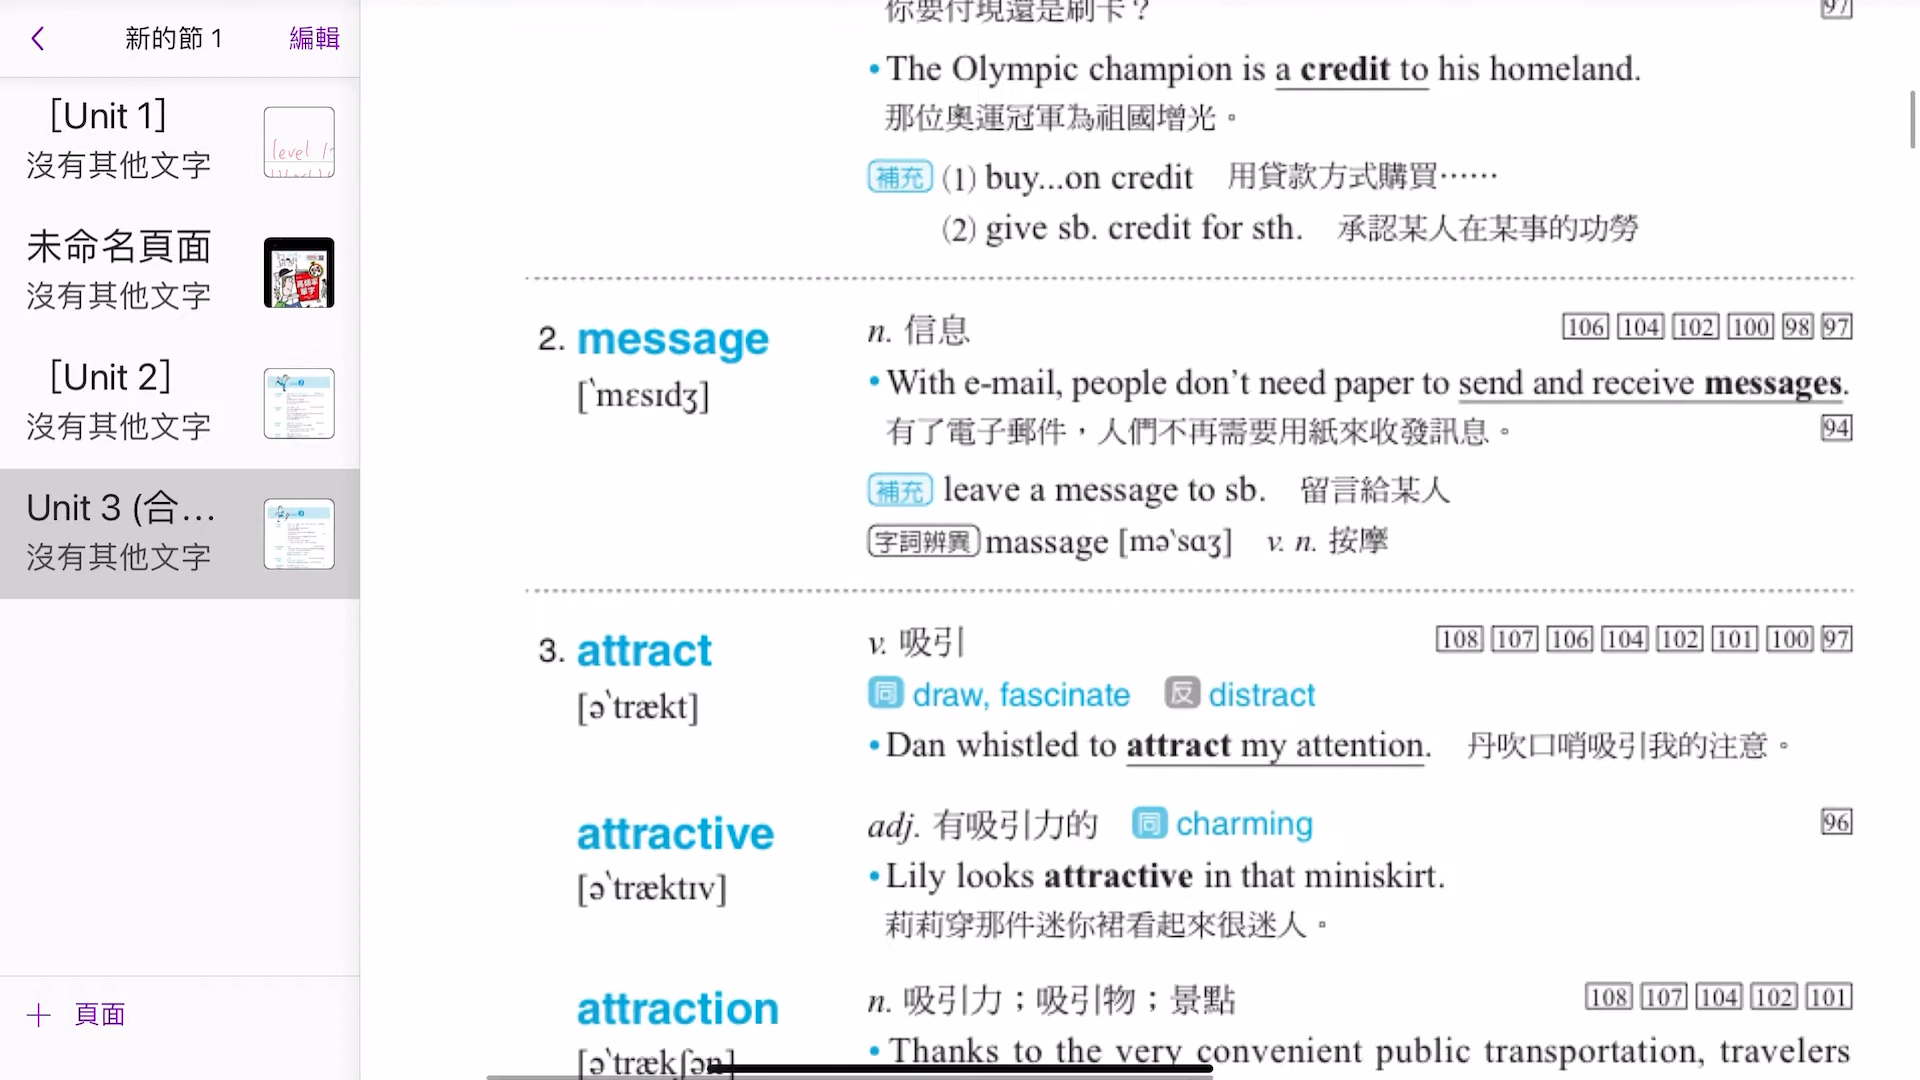 新的節 1
編輯
[Unit 1]
沒有其他文字
level 1
未命名頁面
沒有其他文字
[Unit 2]
沒有其他文字
Unit 3 (合...
沒有其他文字
頁面
你要付現還是刷卡?
97
•The Olympic champion is a credit to his homeland.
那位奧運冠軍為祖國增光。
補充 (1) buy...on credit 用貸款方式購買⋯⋯
(2) give sb. credit for sth. 承認某人在某事的功勞
2. message n. 信息 106 104 102 100 98 97
[ˋmɛsɪdʒ] •With e-mail, people don't need paper to send and receive messages.
有了電子郵件,人們不再需要用紙來收發訊息。 94
補充 leave a message to sb. 留言給某人
字詞辨異 massage [məˋsɑʒ] v. n. 按摩
3. attract v. 吸引 108 107 106 104 102 101 100 97
[əˋtrækt] 同 draw, fascinate 反 distract
•Dan whistled to attract my attention. 丹吹口哨吸引我的注意。
attractive adj. 有吸引力的 同 charming 96
[əˋtræktɪv] •Lily looks attractive in that miniskirt.
莉莉穿那件迷你裙看起來很迷人。
attraction n. 吸引力;吸引物;景點 108 107 104 102 101
[əˋtrækʃən] •Thanks to the very convenient public transportation, travelers